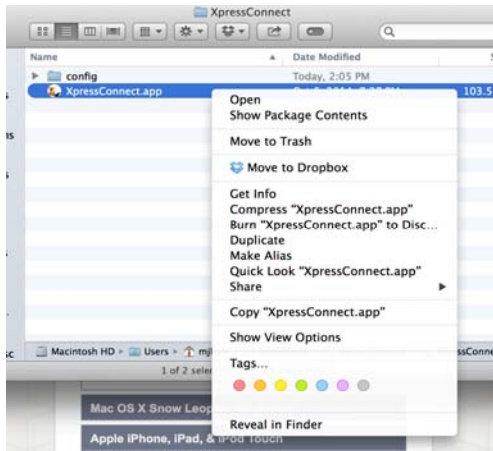 XpressConnect
Name
Date Modified
config
Today, 2:05 PM
XpressConnect.app
103.5
Open
Show Package Contents
Move to Trash
Move to Dropbox
Get Info
Compress "XpressConnect.app"
Burn "XpressConnect.app" to Disc...
Duplicate
Make Alias
Quick Look "XpressConnect.app"
Share
Copy "XpressConnect.app"
Show View Options
Macintosh HD
Users
Tags...
1 of 2
Mac OS X Snow
Reveal in Finder
Apple iPhone, iPad, & iPod Touch